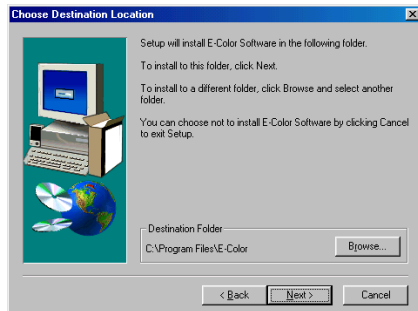 Choose Destination Location
Setup will install E-Color Software in the following folder.
To install to this folder, click Next.
To install to a different folder, click Browse and select another
folder.
You can choose not to install E-Color Software by clicking Cancel
to exit Setup.
Destination Folder
C:\Program Files\E-Color
Browse...
< Back
Next >
Cancel